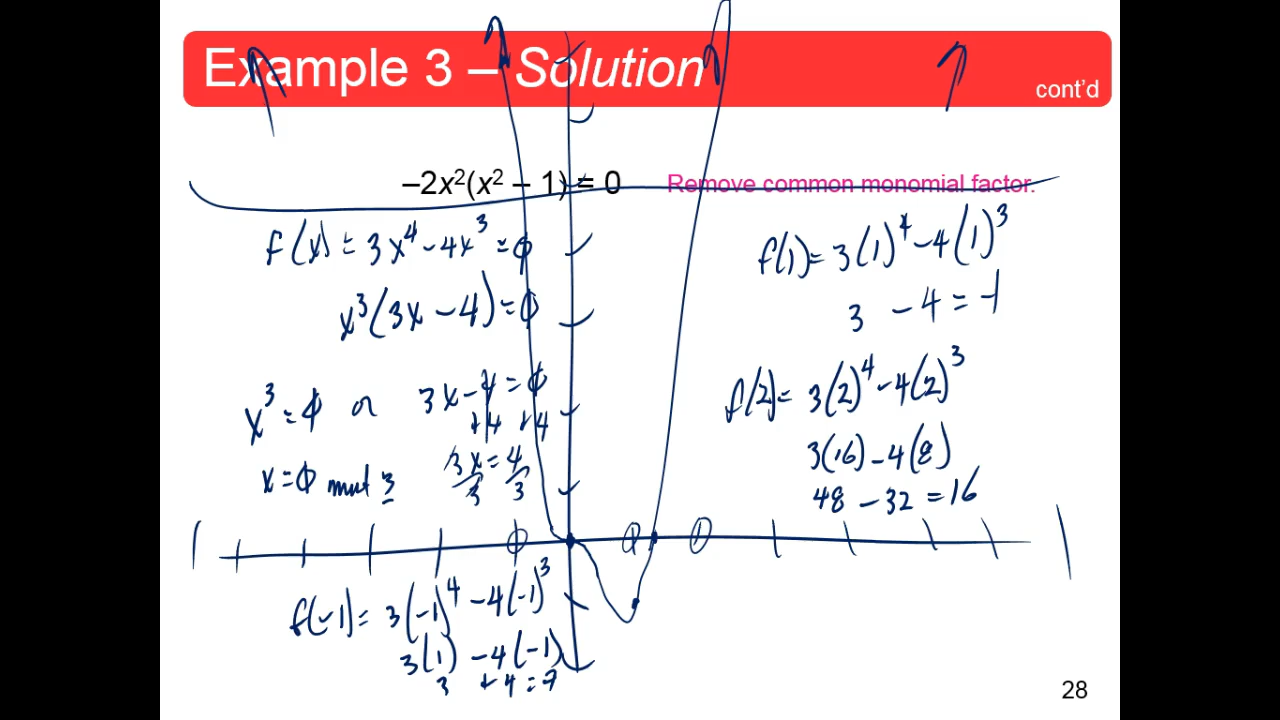 Example 3 – Solution
cont'd
–2x²(x² – 1) = 0 Remove common monomial factor.
f(x) = 3x⁴ - 4x³ = 0
x³(3x - 4) = 0
x³ = 0 or 3x - 4 = 0
+4 +4
x = 0 mult 3
3x = 4
3 3
f(1) = 3(1)⁴ - 4(1)³
3 - 4 = -1
f(2) = 3(2)⁴ - 4(2)³
3(16) - 4(8)
48 - 32 = 16
f(-1) = 3(-1)⁴ - 4(-1)³
3(1) - 4(-1)
3 + 4 = 7
28